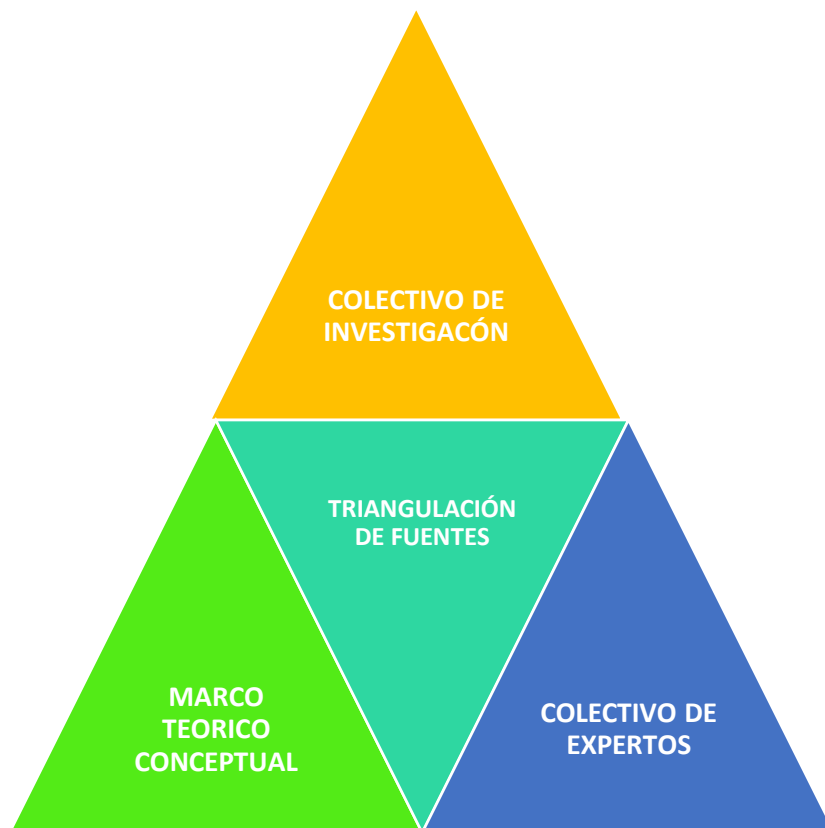 COLECTIVO DE
INVESTIGACÓN
TRIANGULACIÓN
DE FUENTES
MARCO
TEORICO
CONCEPTUAL
COLECTIVO DE
EXPERTOS